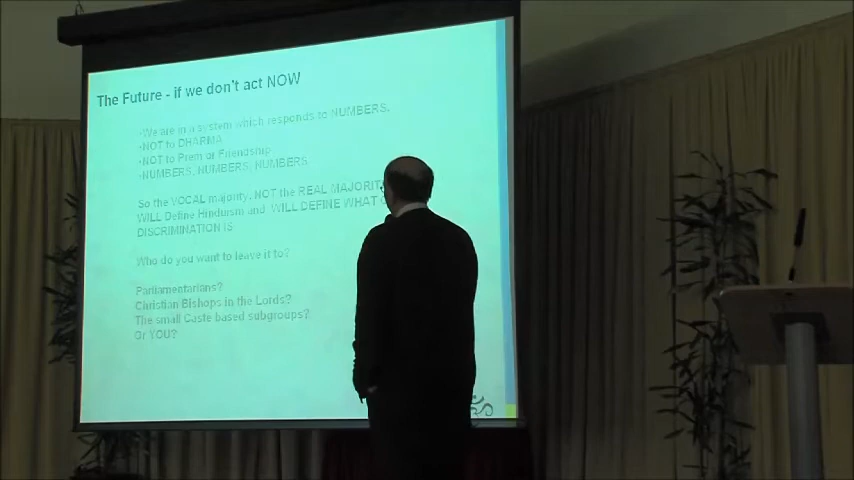 The Future - if we don't act NOW
•We are in a system which responds to NUMBERS.
•NOT to DHARMA
•NOT to Prem or Friendship
•NUMBERS, NUMBERS, NUMBERS.
So the VOCAL majority, NOT the REAL MAJORIT
WILL Define Hinduism and WILL DEFINE WHAT
DISCRIMINATION IS
Who do you want to leave it to?
Parliamentarians?
Christian Bishops in the Lords?
The small Caste based subgroups?
Or YOU?